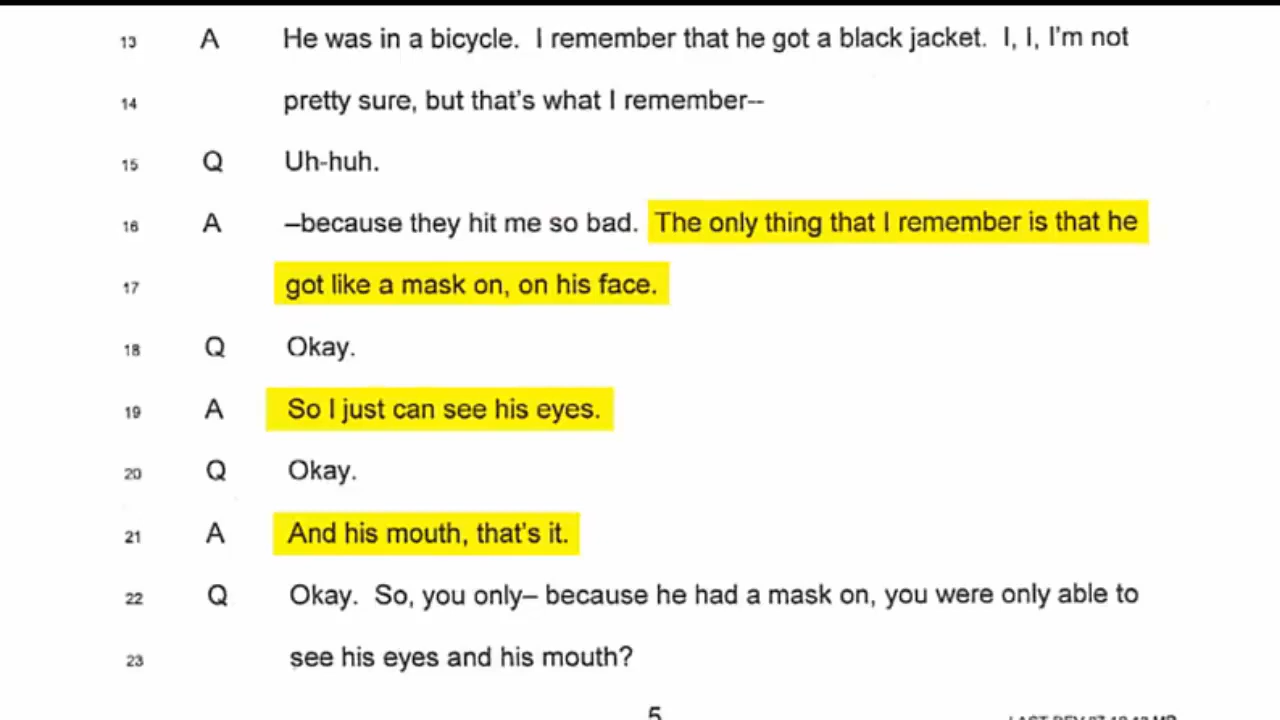 13 A He was in a bicycle. I remember that he got a black jacket. I, I, I'm not
14 pretty sure, but that's what I remember--
15 Q Uh-huh.
16 A –because they hit me so bad. The only thing that I remember is that he
17 got like a mask on, on his face.
18 Q Okay.
19 A So I just can see his eyes.
20 Q Okay.
21 A And his mouth, that's it.
22 Q Okay. So, you only– because he had a mask on, you were only able to
23 see his eyes and his mouth?
5